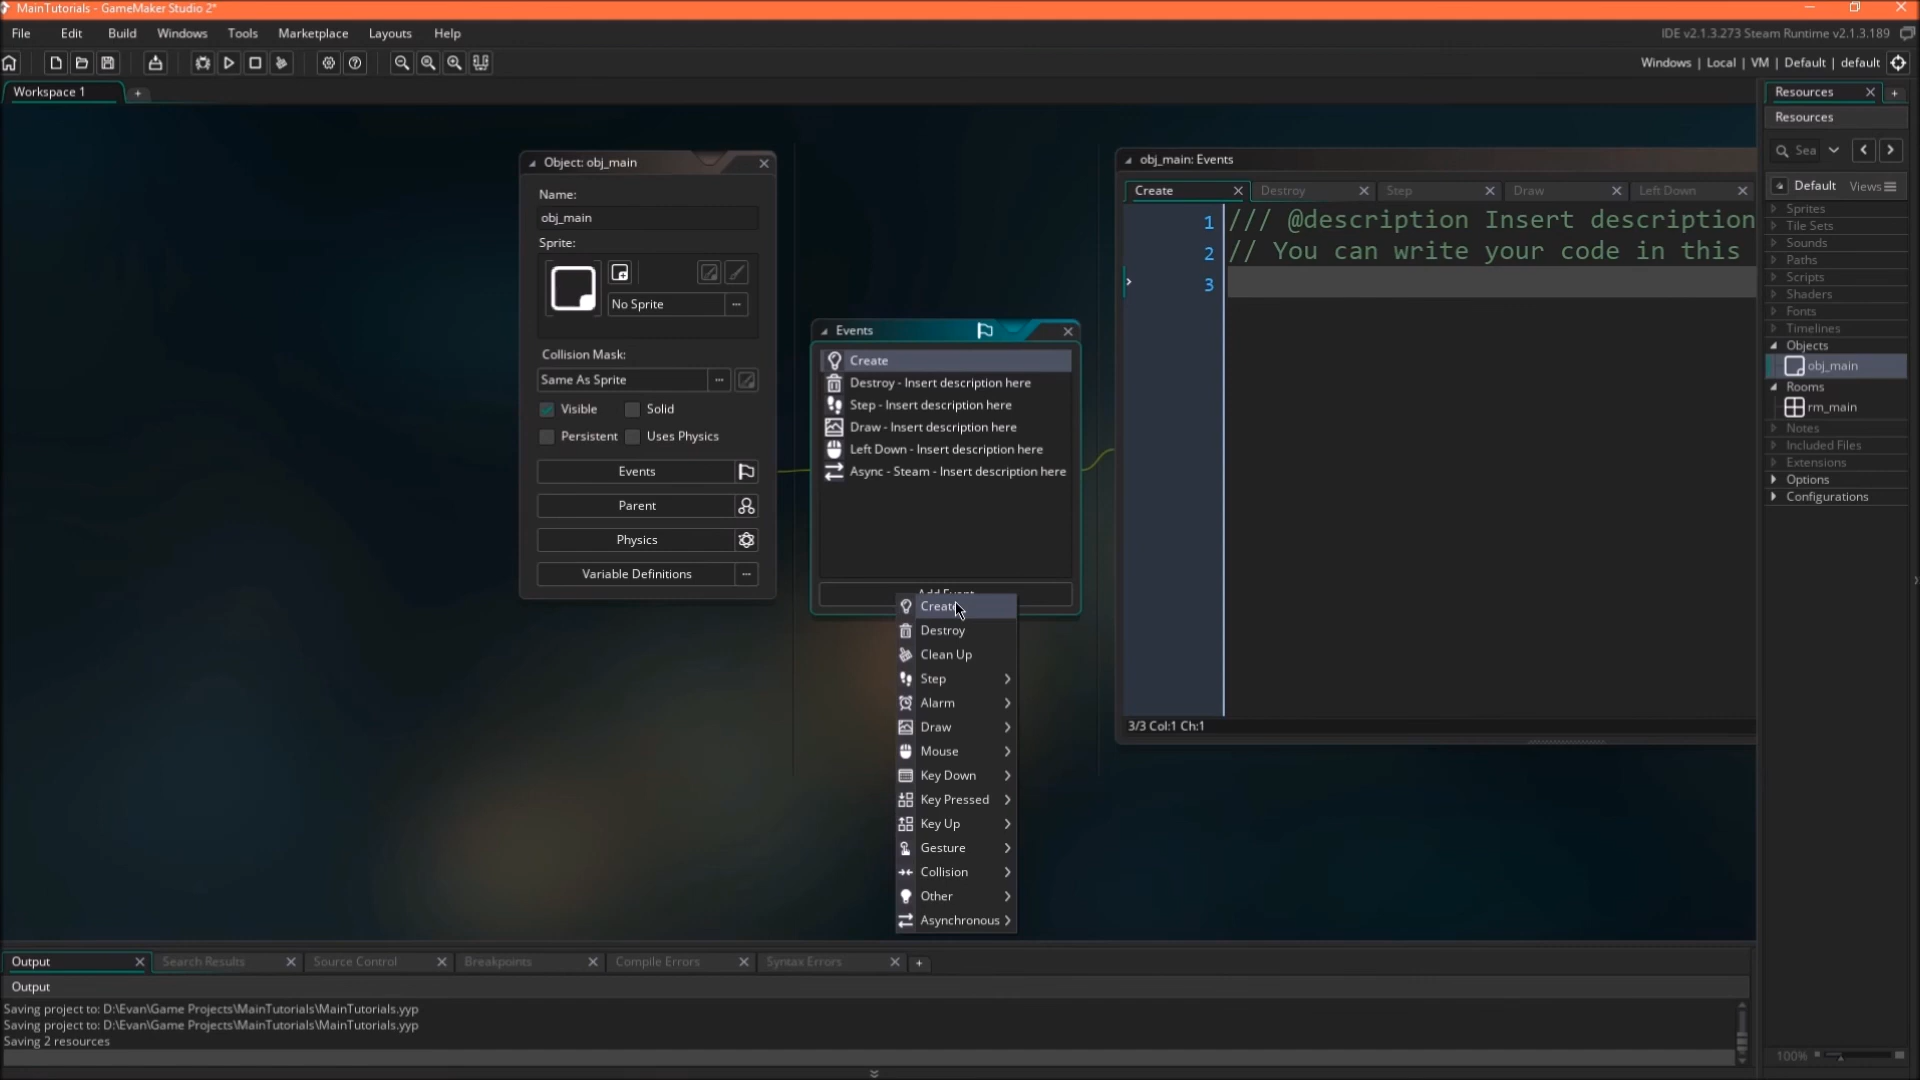 MainTutorials - GameMaker Studio 2*
File Edit Build Windows Tools Marketplace Layouts Help
IDE v2.1.3.273 Steam Runtime v2.1.3.189
Windows | Local | VM | Default | default
Workspace 1
Resources
Resources
Sea
Default Views
Sprites
Tile Sets
Sounds
Paths
Scripts
Shaders
Fonts
Timelines
Objects
obj_main
Rooms
rm_main
Notes
Included Files
Extensions
Options
Configurations
100%
Object: obj_main
Name:
obj_main
Sprite:
No Sprite
Collision Mask:
Same As Sprite
Visible Solid
Persistent Uses Physics
Events
Parent
Physics
Variable Definitions
Events
Create
Destroy - Insert description here
Step - Insert description here
Draw - Insert description here
Left Down - Insert description here
Async - Steam - Insert description here
Add Event
Create
Destroy
Clean Up
Step
Alarm
Draw
Mouse
Key Down
Key Pressed
Key Up
Gesture
Collision
Other
Asynchronous
obj_main: Events
Create Destroy Step Draw Left Down
1 /// @description Insert description
2 // You can write your code in this
3
3/3 Col:1 Ch:1
Output Search Results Source Control Breakpoints Compile Errors Syntax Errors
Output
Saving project to: D:\Evan\Game Projects\MainTutorials\MainTutorials.yyp
Saving project to: D:\Evan\Game Projects\MainTutorials\MainTutorials.yyp
Saving 2 resources